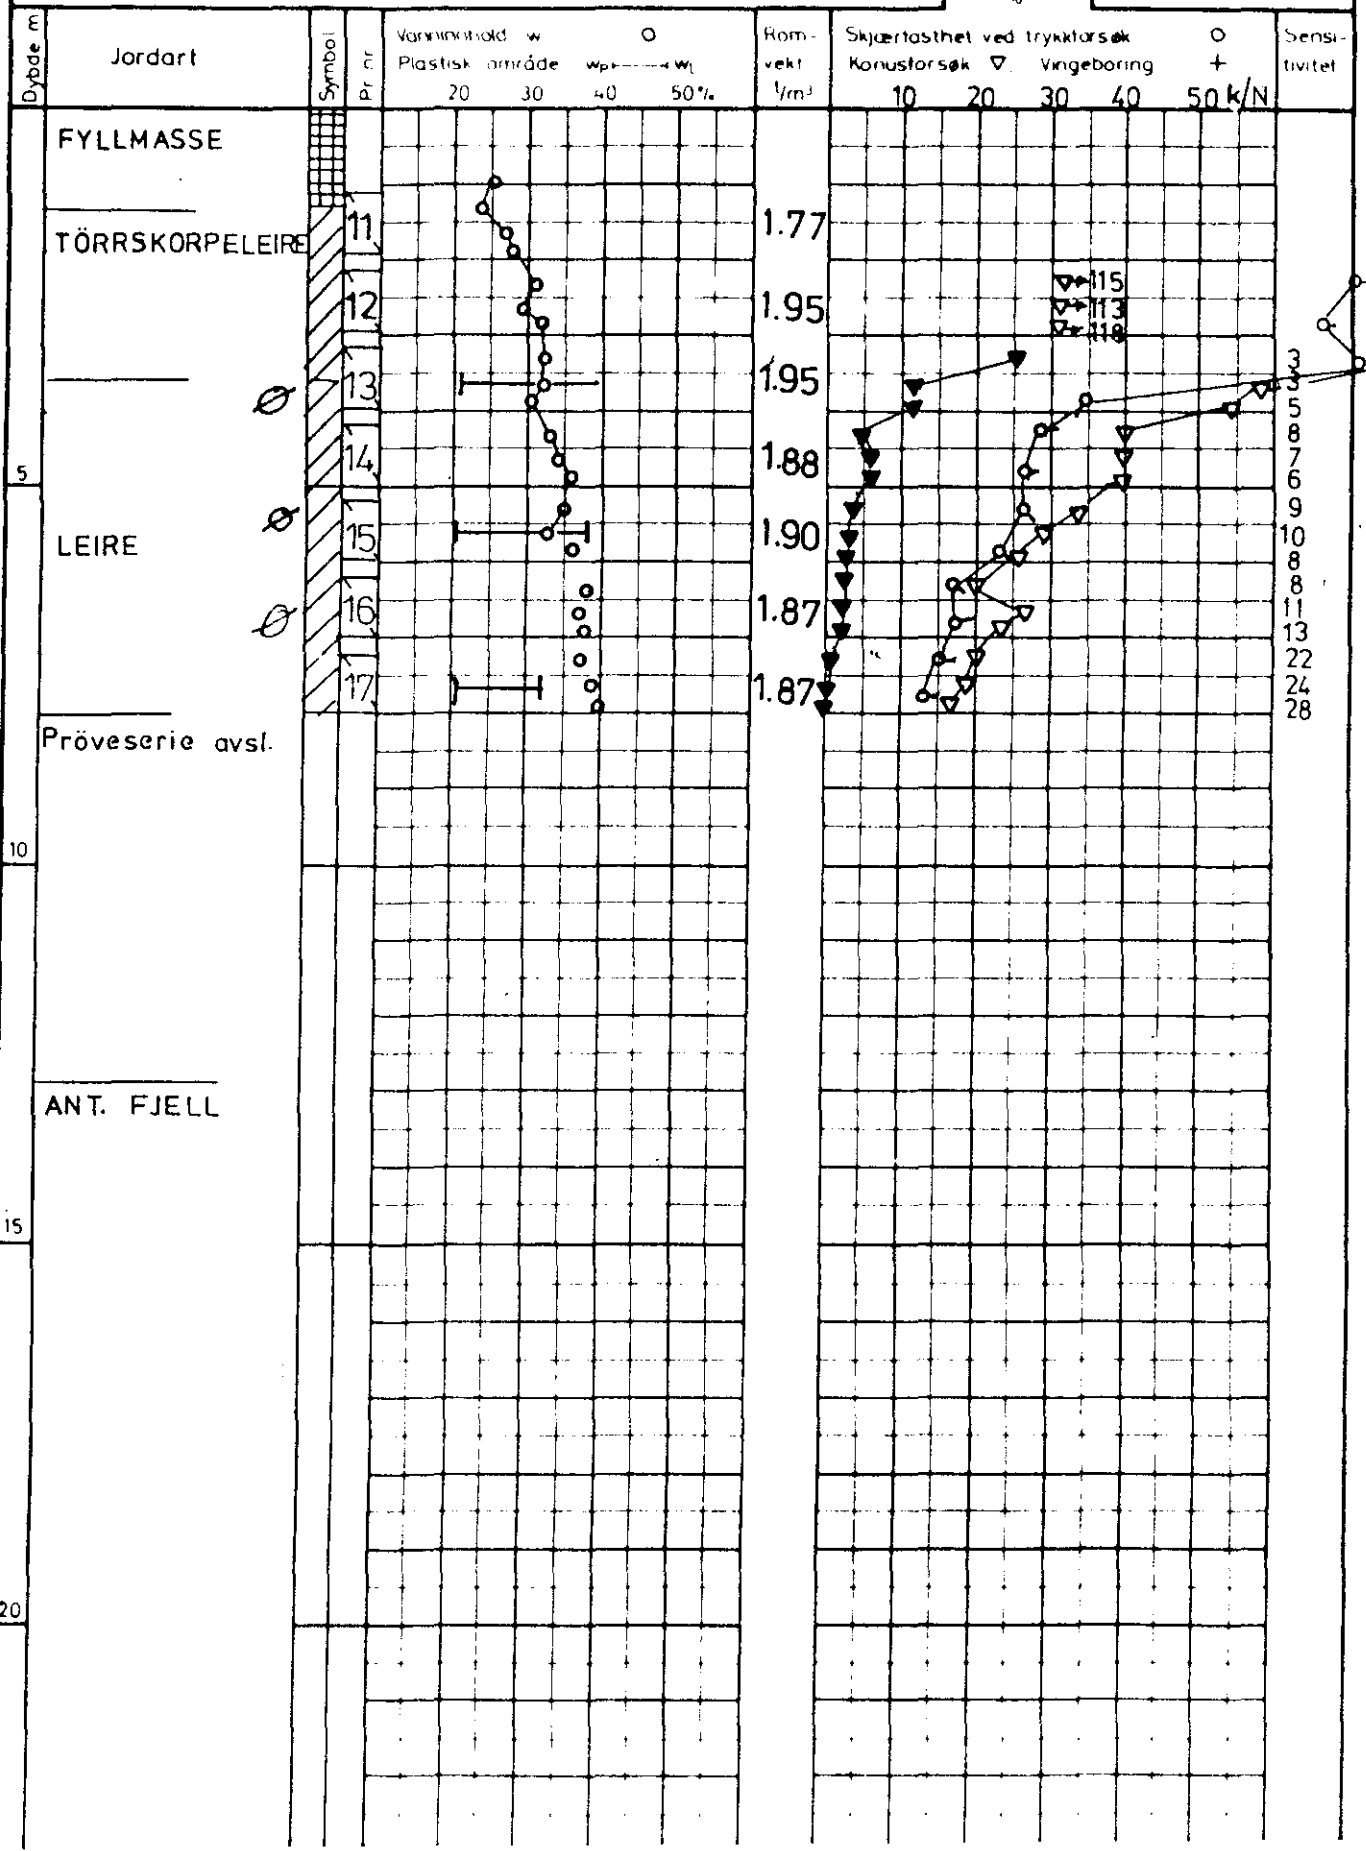 Dybde m
Jordart
Symbol
Pr nr
Vanninnhold w o
Plastisk område wp wL
20 30 40 50%
Rom-
vekt
t/m³
Skjærfasthet ved trykkforsøk o
Konusforsøk ▽ Vingeboring +
10 20 30 40 50 k/N
Sensi-
tivitet
FYLLMASSE
TÖRRSKORPELEIRE
11 1.77
115
12 1.95 113
118
3
13 1.95 3
5
8
14 1.88 7
5 6
9
LEIRE 15 1.90 10
8
8
16 1.87 11
13
22
17 1.87 24
28
Pröveserie avsl.
10
ANT. FJELL
15
20